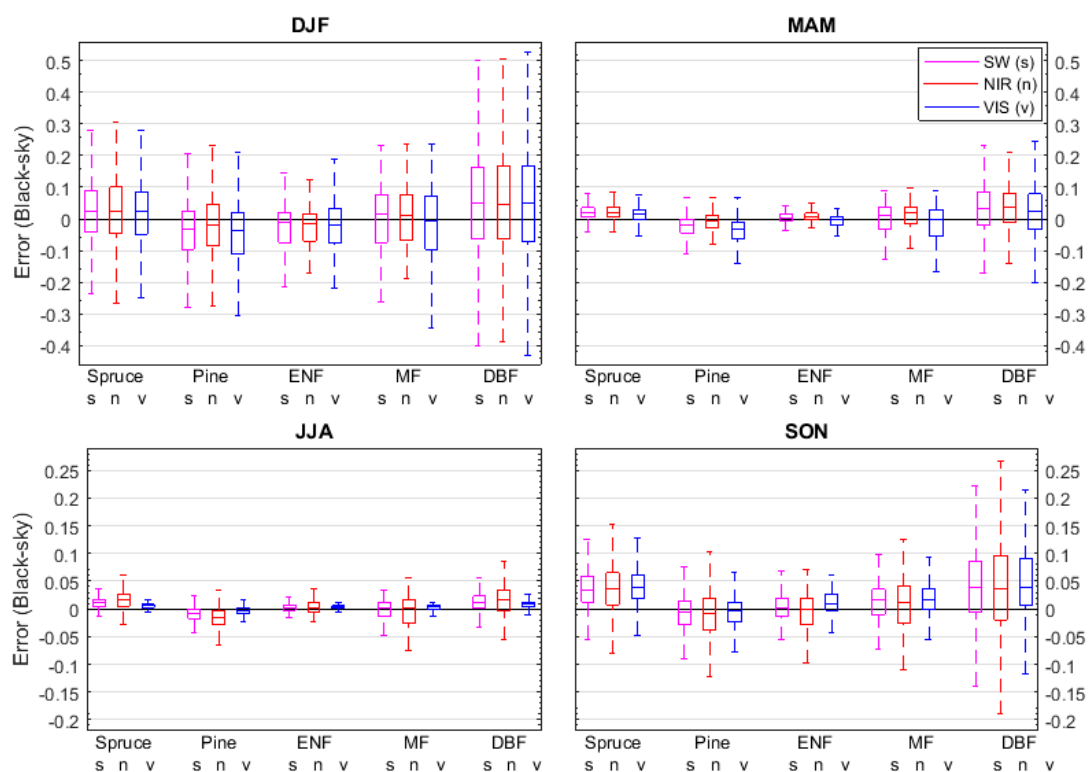 DJF
MAM
0.5
0.4
0.3
0.2
0.1
0
-0.1
-0.2
-0.3
-0.4
Error (Black-sky)
SW (s)
NIR (n)
VIS (v)
0.5
0.4
0.3
0.2
0.1
0
-0.1
-0.2
-0.3
-0.4
Spruce Pine ENF MF DBF
s n v s n v s n v s n v s n v
Spruce Pine ENF MF DBF
s n v s n v s n v s n v s n v
JJA
SON
0.25
0.2
0.15
0.1
0.05
0
-0.05
-0.1
-0.15
-0.2
Error (Black-sky)
0.25
0.2
0.15
0.1
0.05
0
-0.05
-0.1
-0.15
-0.2
Spruce Pine ENF MF DBF
s n v s n v s n v s n v s n v
Spruce Pine ENF MF DBF
s n v s n v s n v s n v s n v